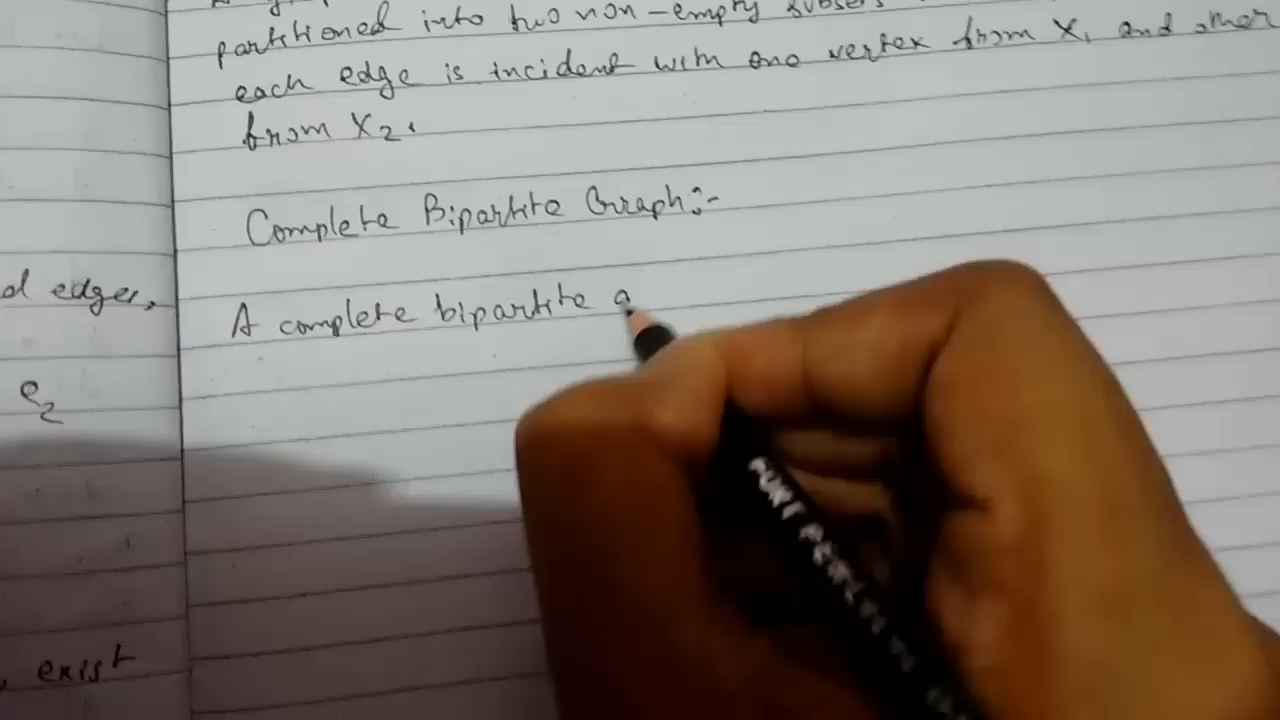 partitioned into two non-empty subsets
each edge is incident with one vertex from X1 and other
from X2.
Complete Bipartite Graph:-
A complete bipartite g
d edges,
e2
exist